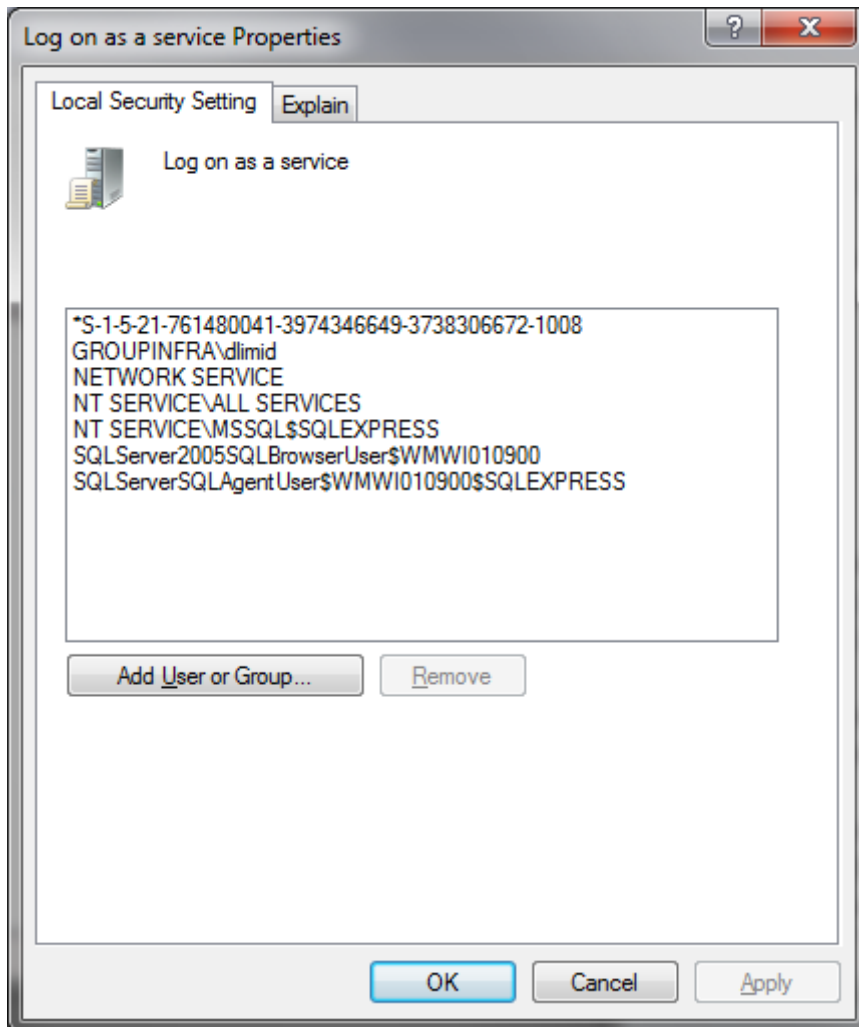 Log on as a service Properties
?
X
Local Security Setting
Explain
Log on as a service
*S-1-5-21-761480041-3974346649-3738306672-1008
GROUPINFRA\dlimid
NETWORK SERVICE
NT SERVICE\ALL SERVICES
NT SERVICE\MSSQL$SQLEXPRESS
SQLServer2005SQLBrowserUser$WMWI010900
SQLServerSQLAgentUser$WMWI010900$SQLEXPRESS
Add User or Group...
Remove
OK
Cancel
Apply